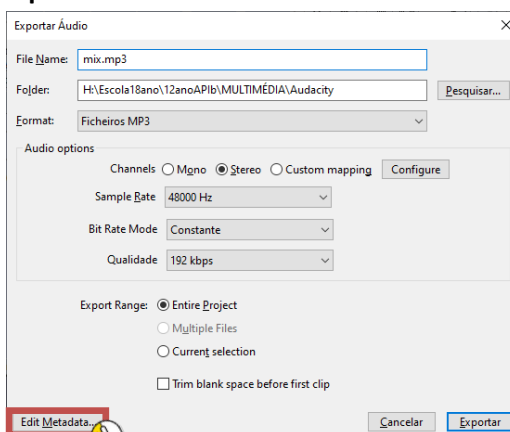 Exportar Áudio
File Name: mix.mp3
Folder: H:\Escola18ano\12anoAPIb\MULTIMÉDIA\Audacity Pesquisar...
Format: Ficheiros MP3
Audio options
Channels Mono Stereo Custom mapping Configure
Sample Rate 48000 Hz
Bit Rate Mode Constante
Qualidade 192 kbps
Export Range: Entire Project
Multiple Files
Current selection
Trim blank space before first clip
Edit Metadata... Cancelar Exportar